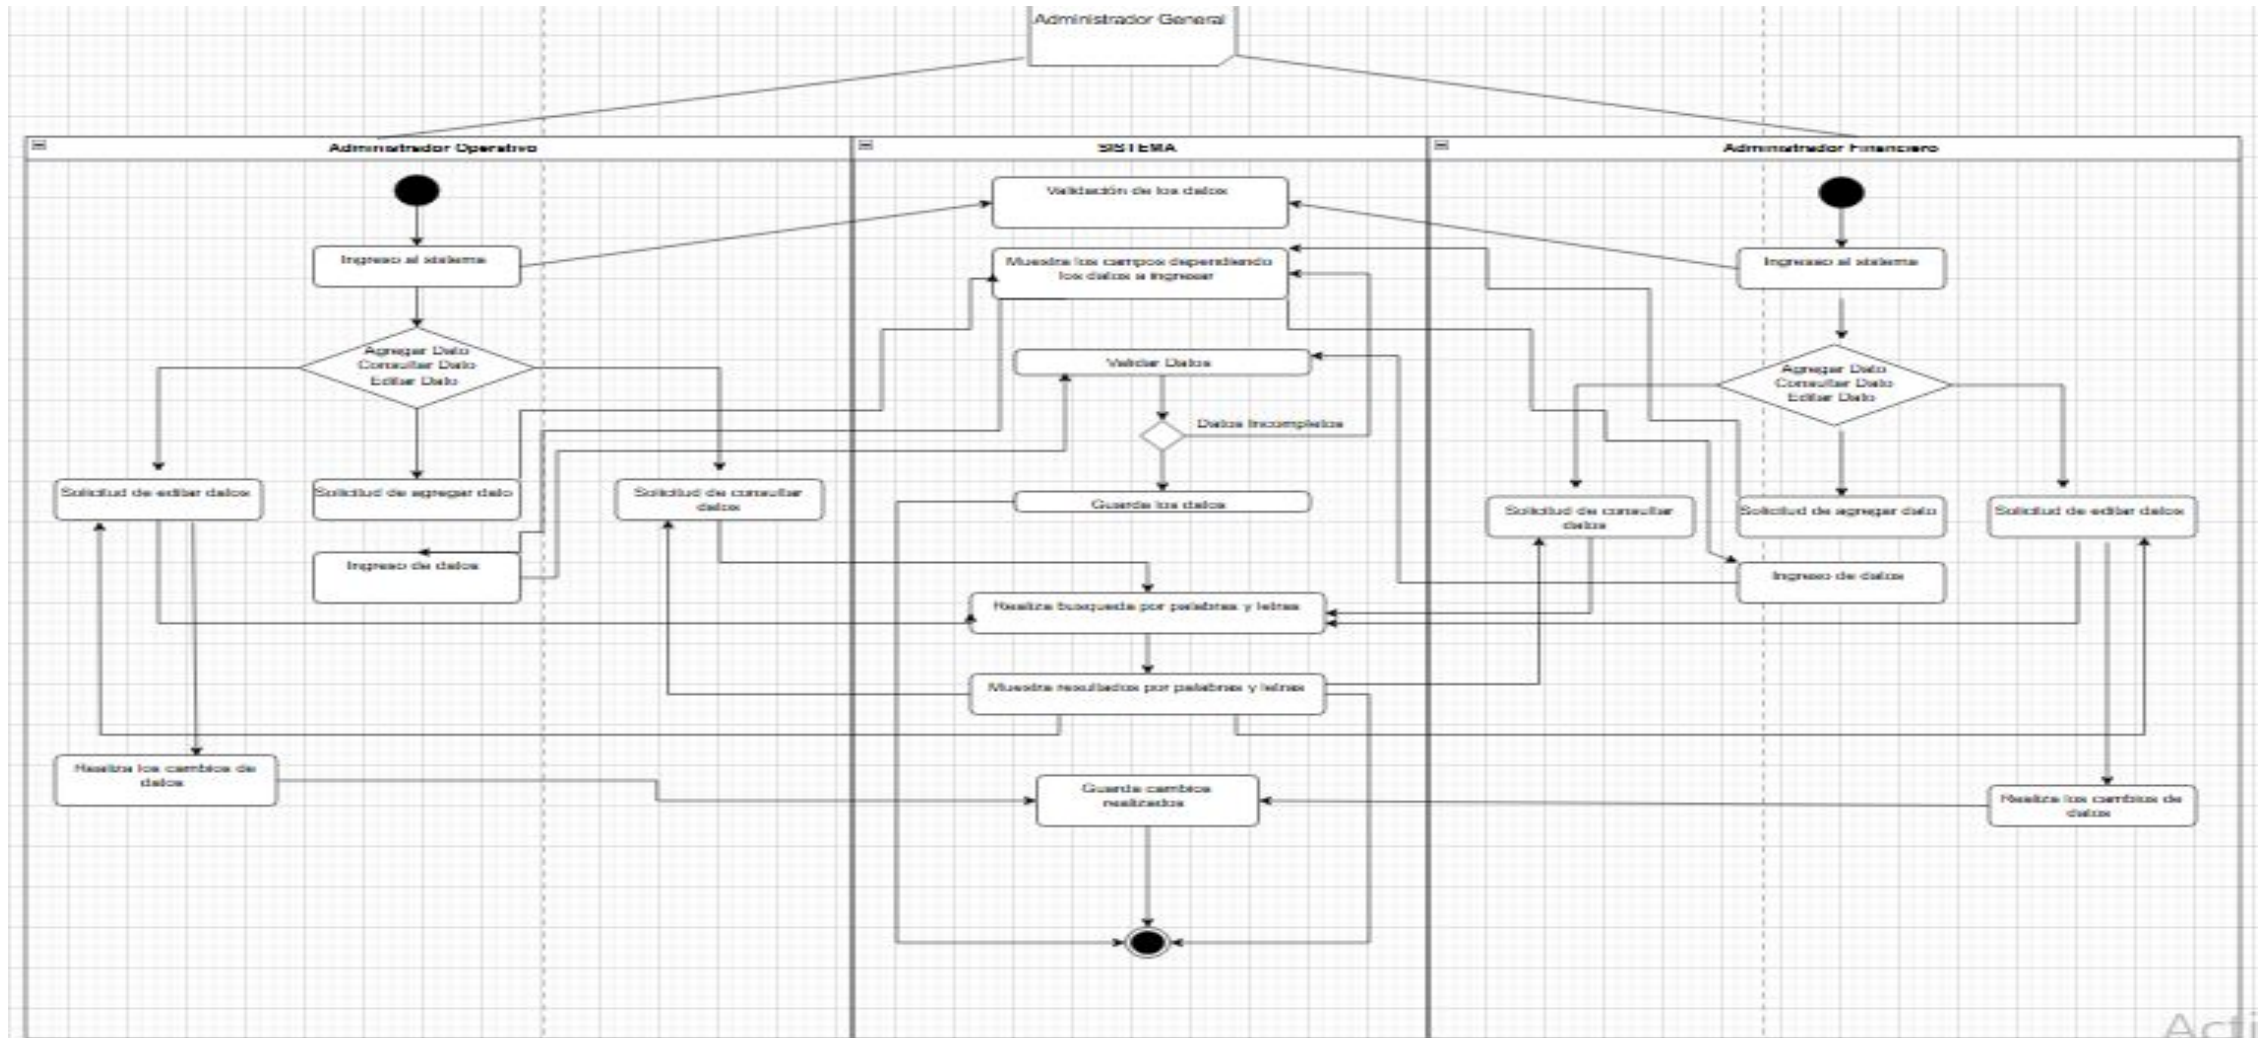 Administrador General
Administrador Operativo
SISTEMA
Administrador Financiero
Validación de los datos
Ingreso al sistema
Muestra los campos dependiendo
los datos a ingresar
Ingresso al sistema
Agregar Dato
Consultar Dato
Editar Dato
Validar Datos
Agregar Dato
Consultar Dato
Editar Dato
Datos Incompletos
Solicitud de editar datos
Solicitud de agregar dato
Solicitud de consultar
datos
Guarda los datos
Solicitud de consultar
datos
Solicitud de agregar dato
Solicitud de editar datos
Ingreso de datos
Ingreso de datos
Realiza busqueda por palabras y letras
Muestra resultados por palabras y letras
Realiza los cambios de
datos
Guarda cambios
realizados
Realiza los cambios de
datos
Acti